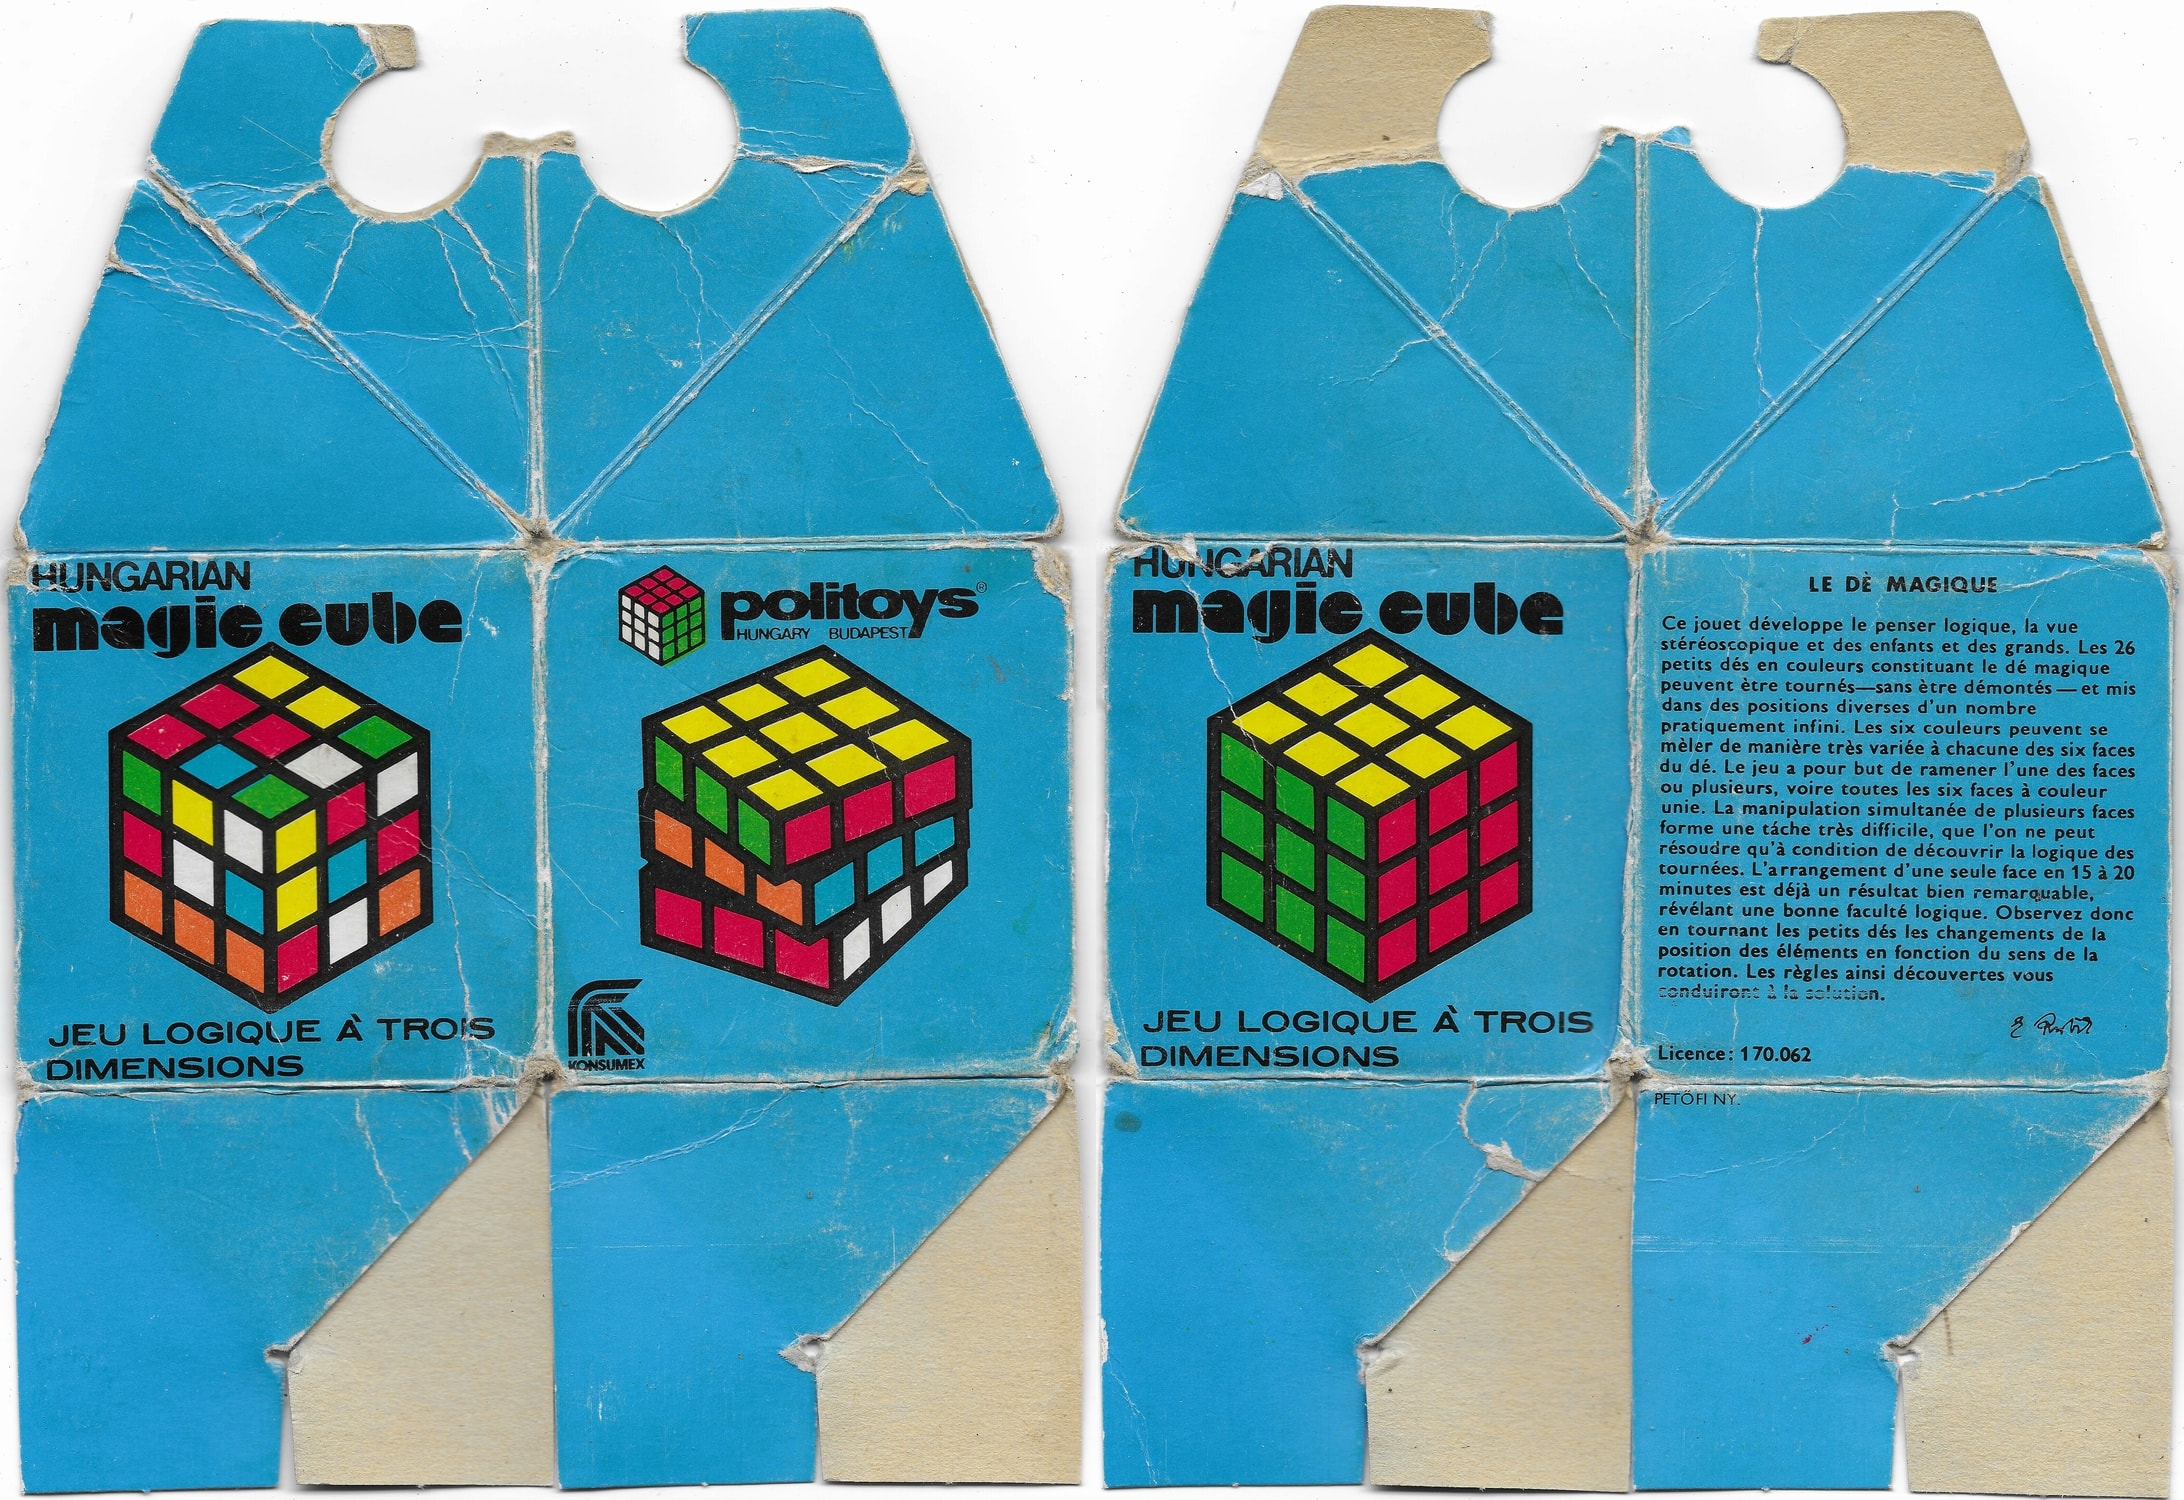 HUNGARIAN
magic cube
JEU LOGIQUE À TROIS
DIMENSIONS
politoys®
HUNGARY BUDAPEST
KONSUMEX
HUNGARIAN
magic cube
JEU LOGIQUE À TROIS
DIMENSIONS
LE DÈ MAGIQUE
Ce jouet développe le penser logique, la vue
stéréoscopique et des enfants et des grands. Les 26
petits dés en couleurs constituant le dé magique
peuvent ètre tournés—sans ètre démontés — et mis
dans des positions diverses d'un nombre
pratiquement infini. Les six couleurs peuvent se
mèler de manière très variée à chacune des six faces
du dé. Le jeu a pour but de ramener l'une des faces
ou plusieurs, voire toutes les six faces à couleur
unie. La manipulation simultanée de plusieurs faces
forme une táche très difficile, que l'on ne peut
résoudre qu'à condition de découvrir la logique des
tournées. L'arrangement d'une seule face en 15 à 20
minutes est déjà un résultat bien remarquable,
révélant une bonne faculté logique. Observez donc
en tournant les petits dés les changements de la
position des éléments en fonction du sens de la
rotation. Les règles ainsi découvertes vous
conduiront à la solution.
Licence: 170.062
PETÖFI NY.